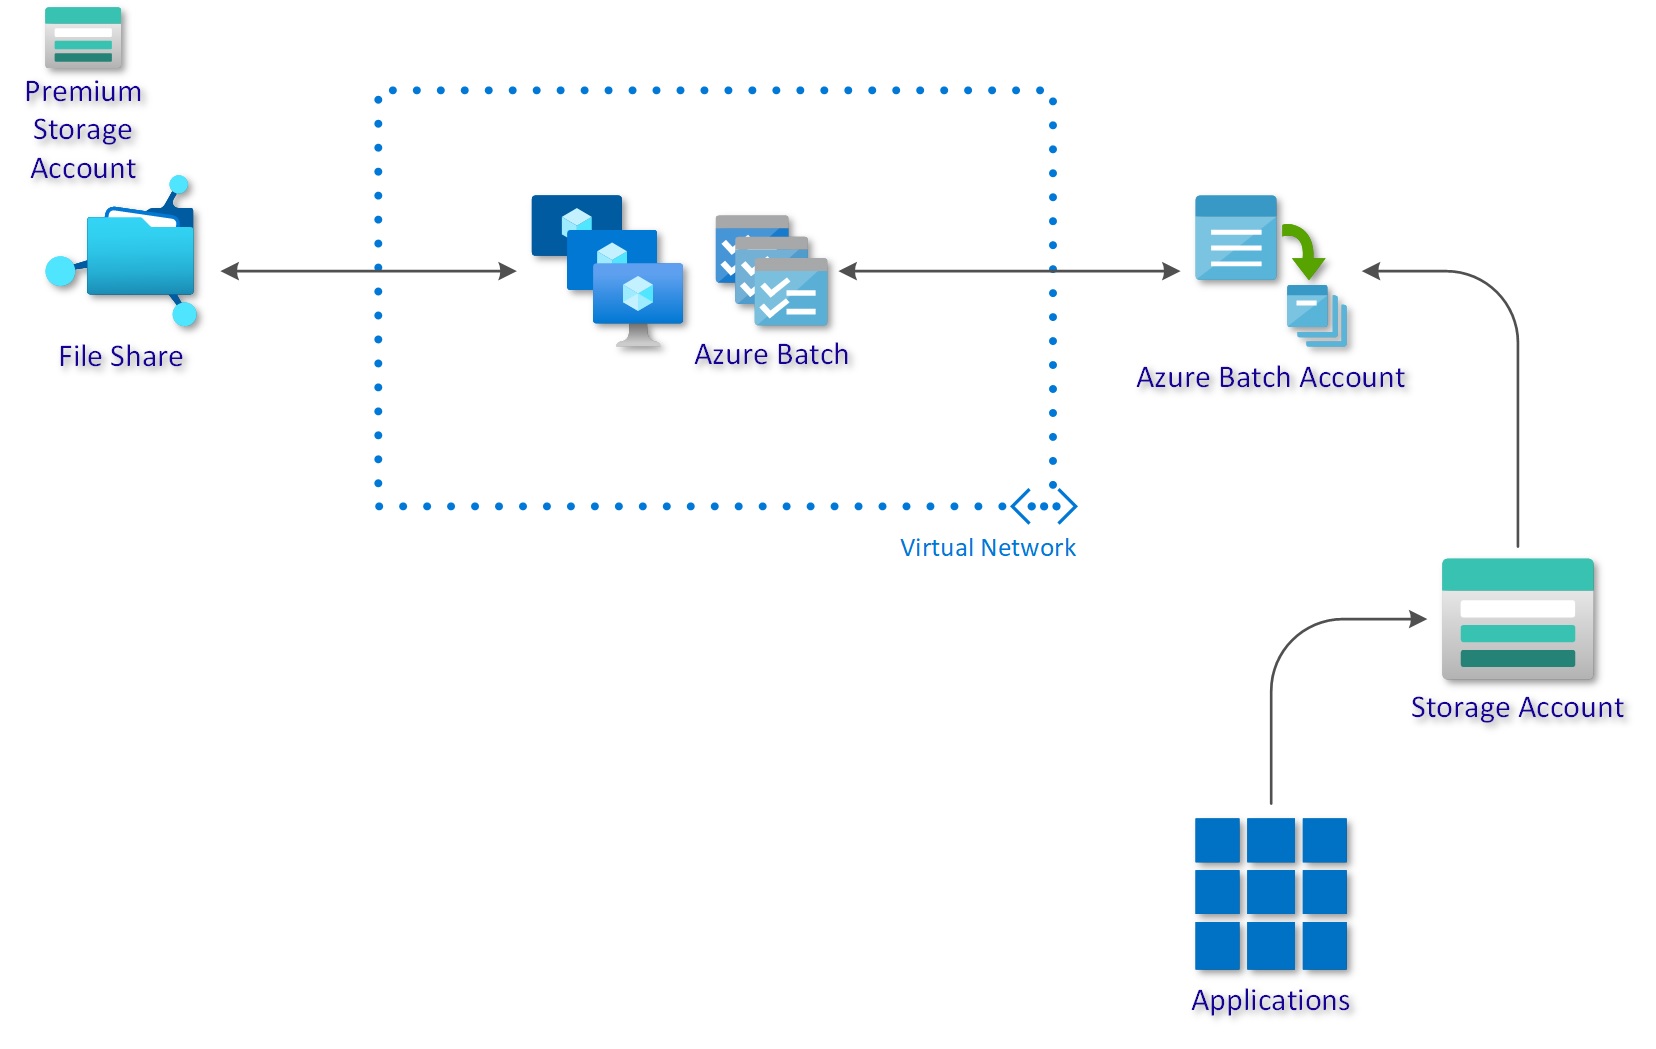 Premium
Storage
Account
File Share
Azure Batch
Azure Batch Account
Virtual Network
Storage Account
Applications